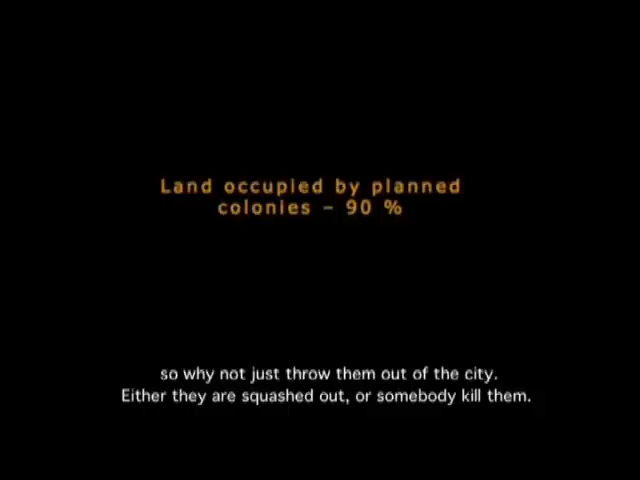 Land occupied by planned
colonies - 90 %
so why not just throw them out of the city.
Either they are squashed out, or somebody kill them.